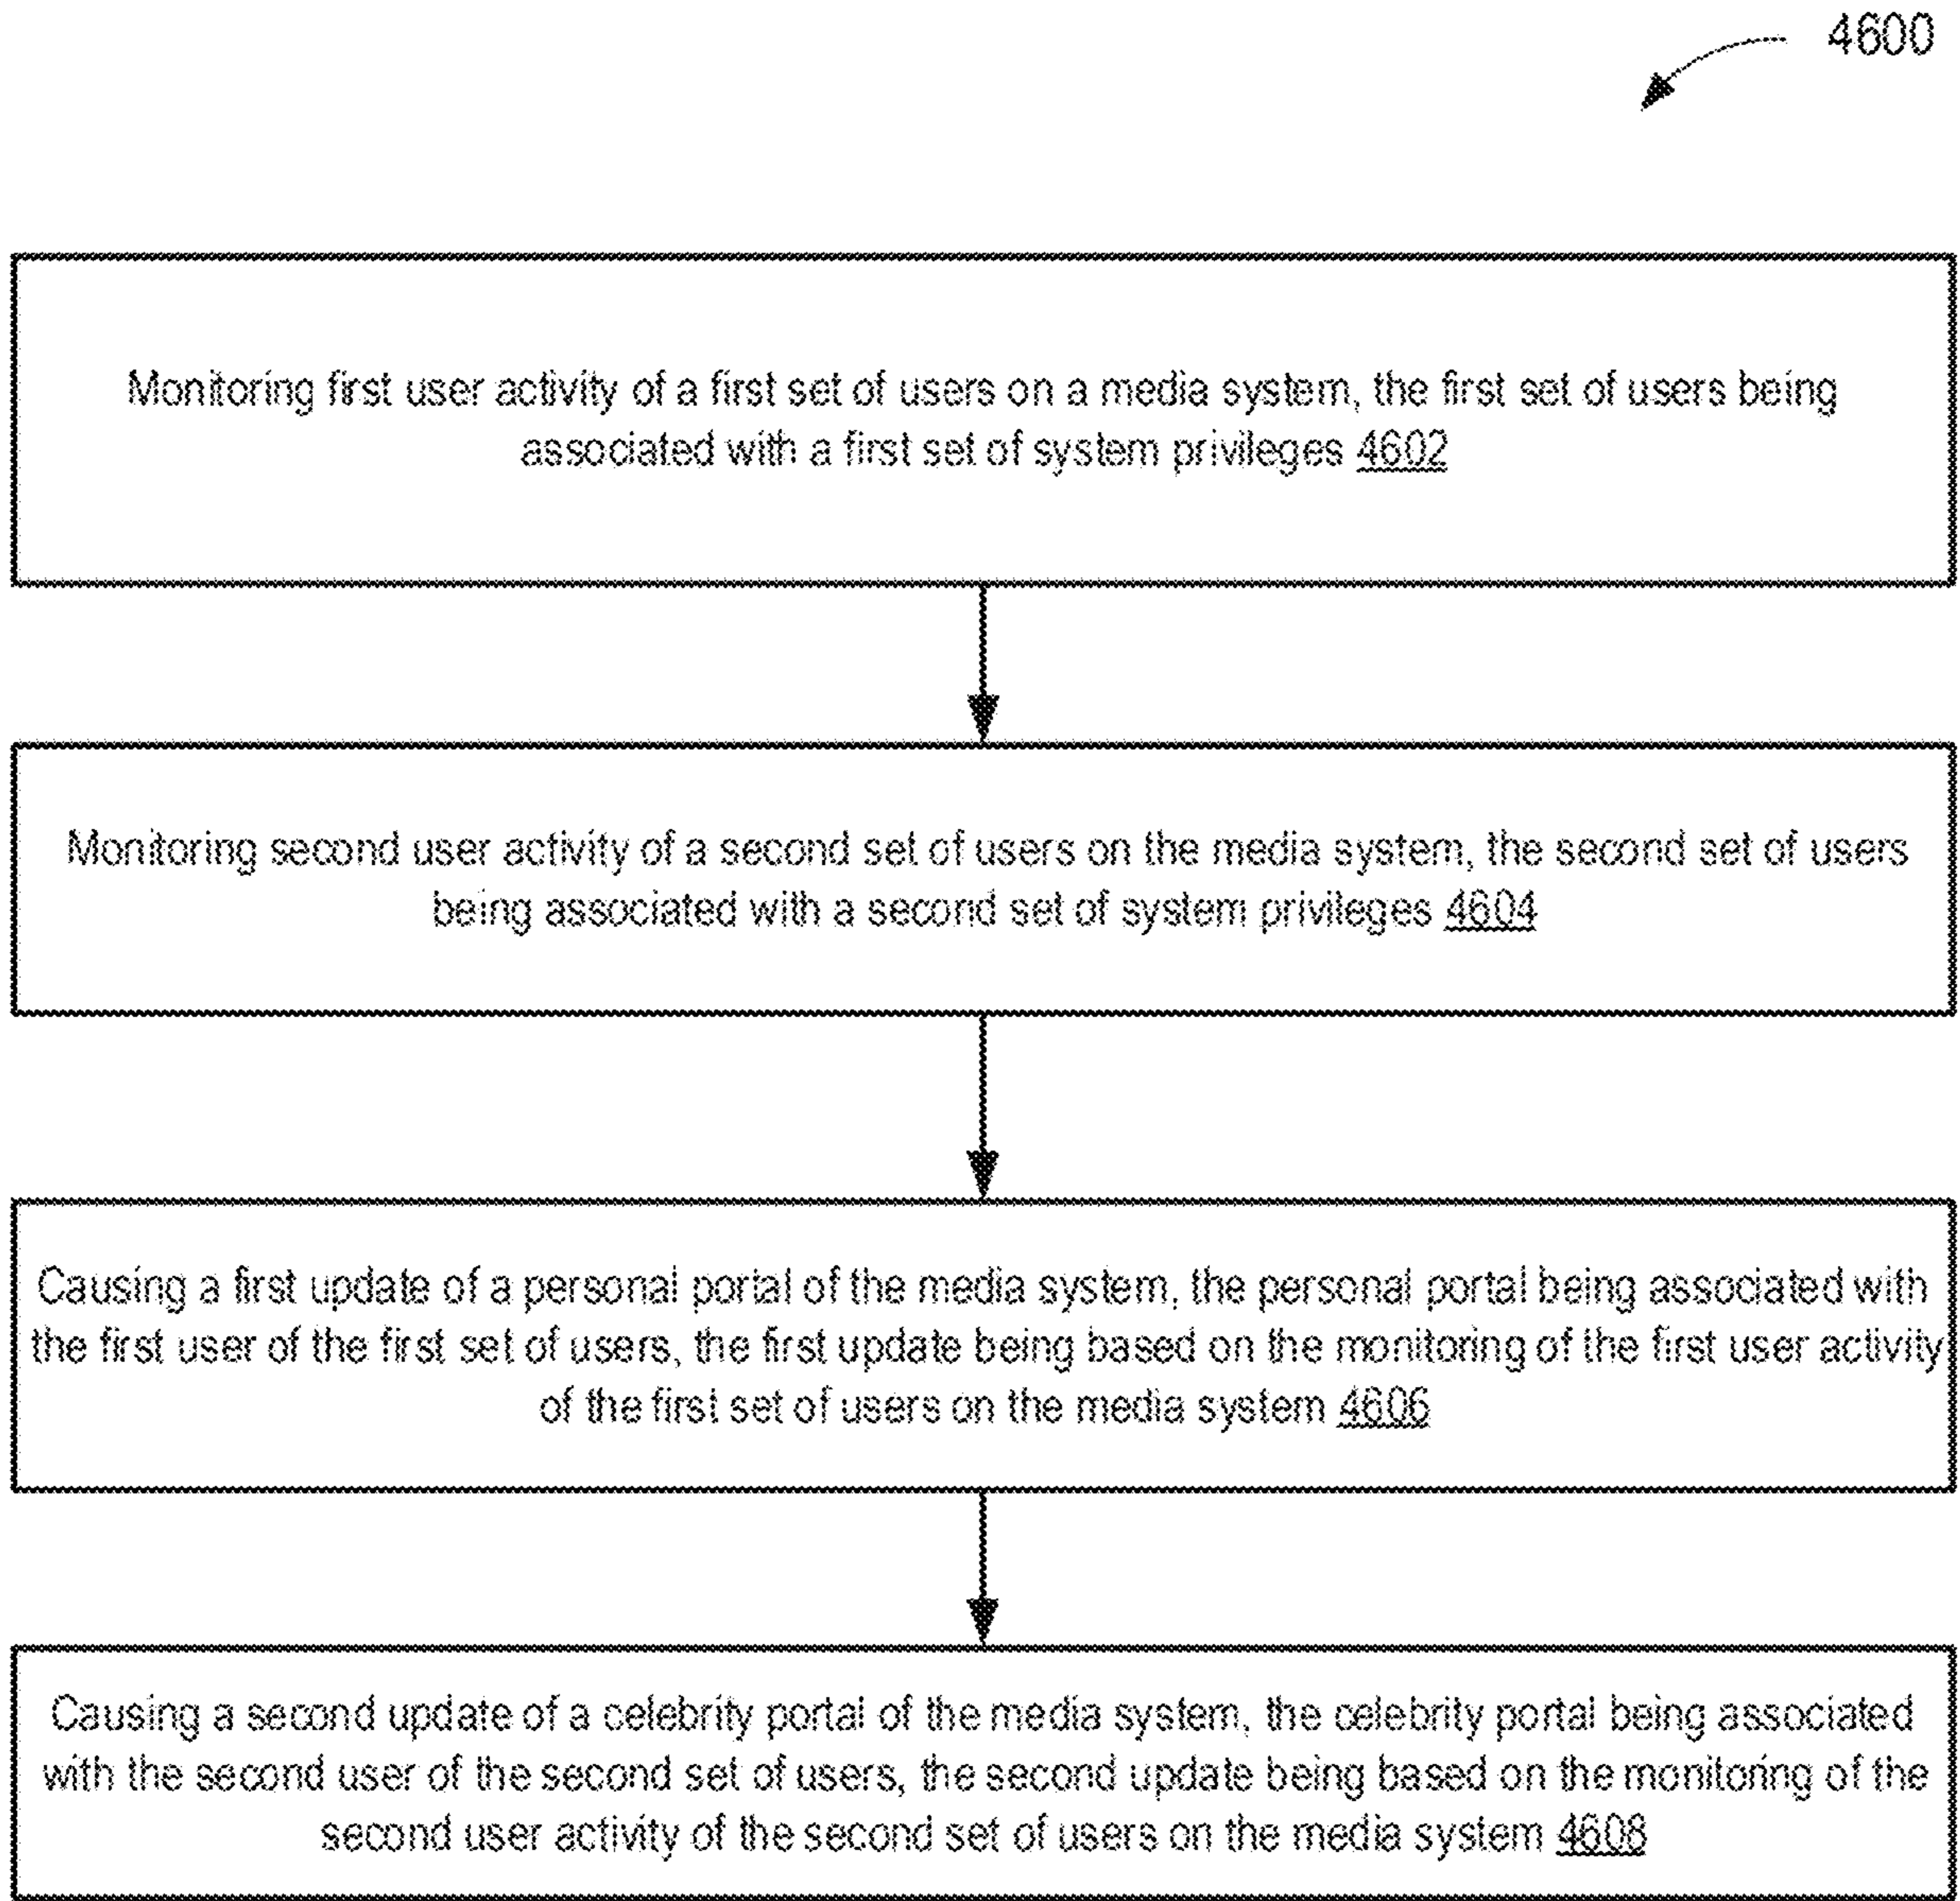 4600
Monitoring first user activity of a first set of users on a media system, the first set of users being
associated with a first set of system privileges 4602
Monitoring second user activity of a second set of users on the media system, the second set of users
being associated with a second set of system privileges 4604
Causing a first update of a personal portal of the media system, the personal portal being associated with
the first user of the first set of users, the first update being based on the monitoring of the first user activity
of the first set of users on the media system 4606
Causing a second update of a celebrity portal of the media system, the celebrity portal being associated
with the second user of the second set of users, the second update being based on the monitoring of the
second user activity of the second set of users on the media system 4608